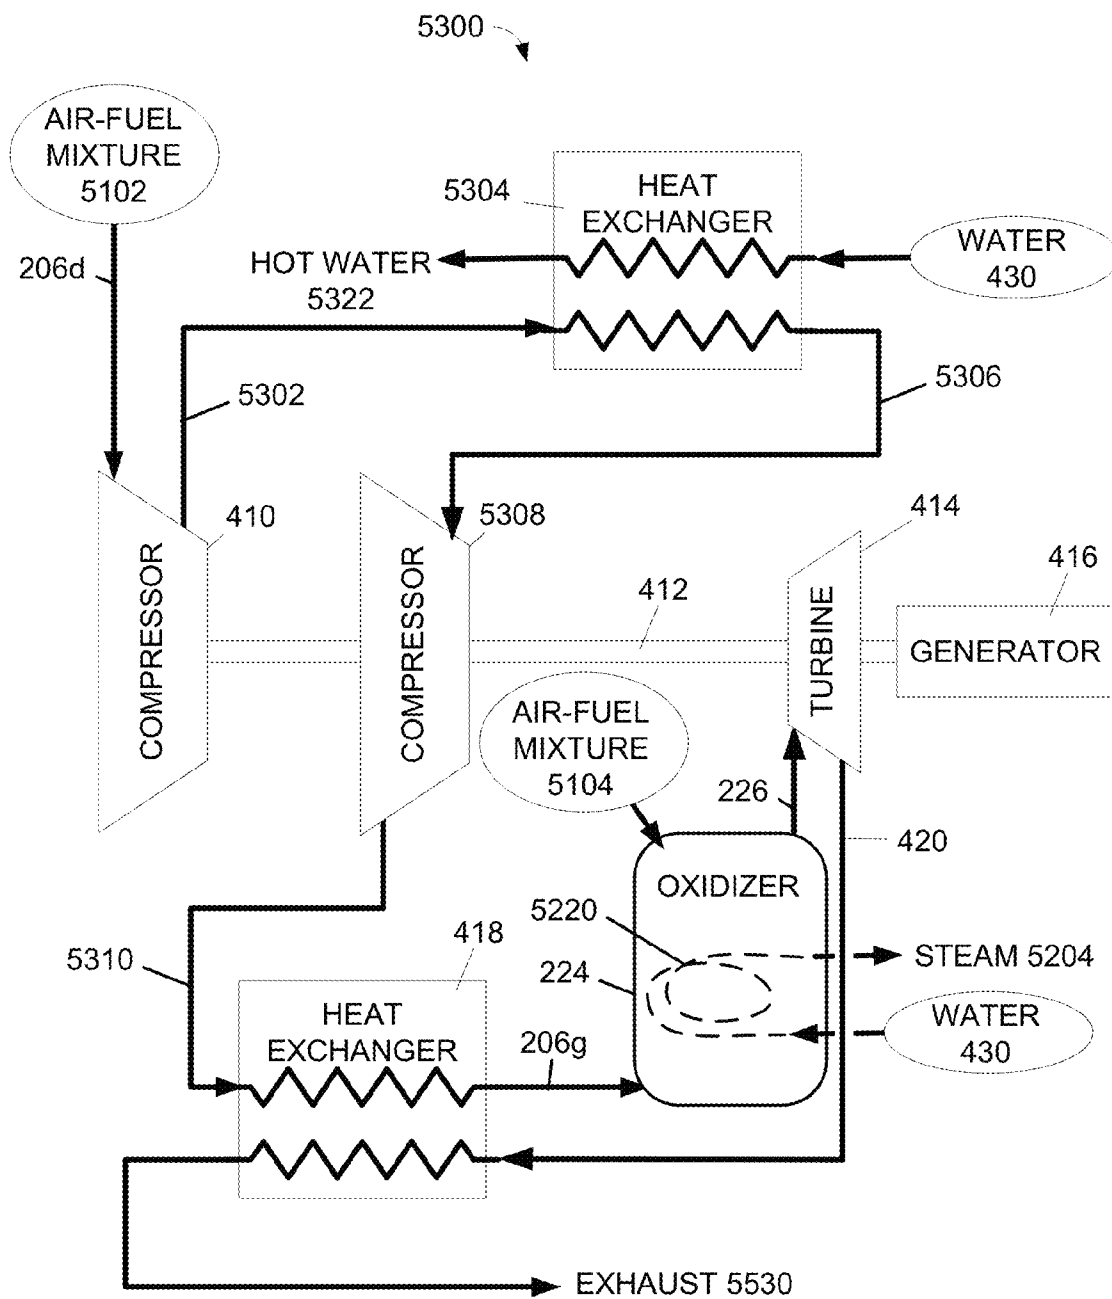 5300
AIR-FUEL
MIXTURE
5102
206d
5304
HEAT
EXCHANGER
HOT WATER
5322
WATER
430
5302
5306
410
5308
414
416
COMPRESSOR
COMPRESSOR
412
TURBINE
GENERATOR
AIR-FUEL
MIXTURE
5104
226
420
OXIDIZER
5220
224
STEAM 5204
WATER
430
5310
418
HEAT
EXCHANGER
206g
EXHAUST 5530